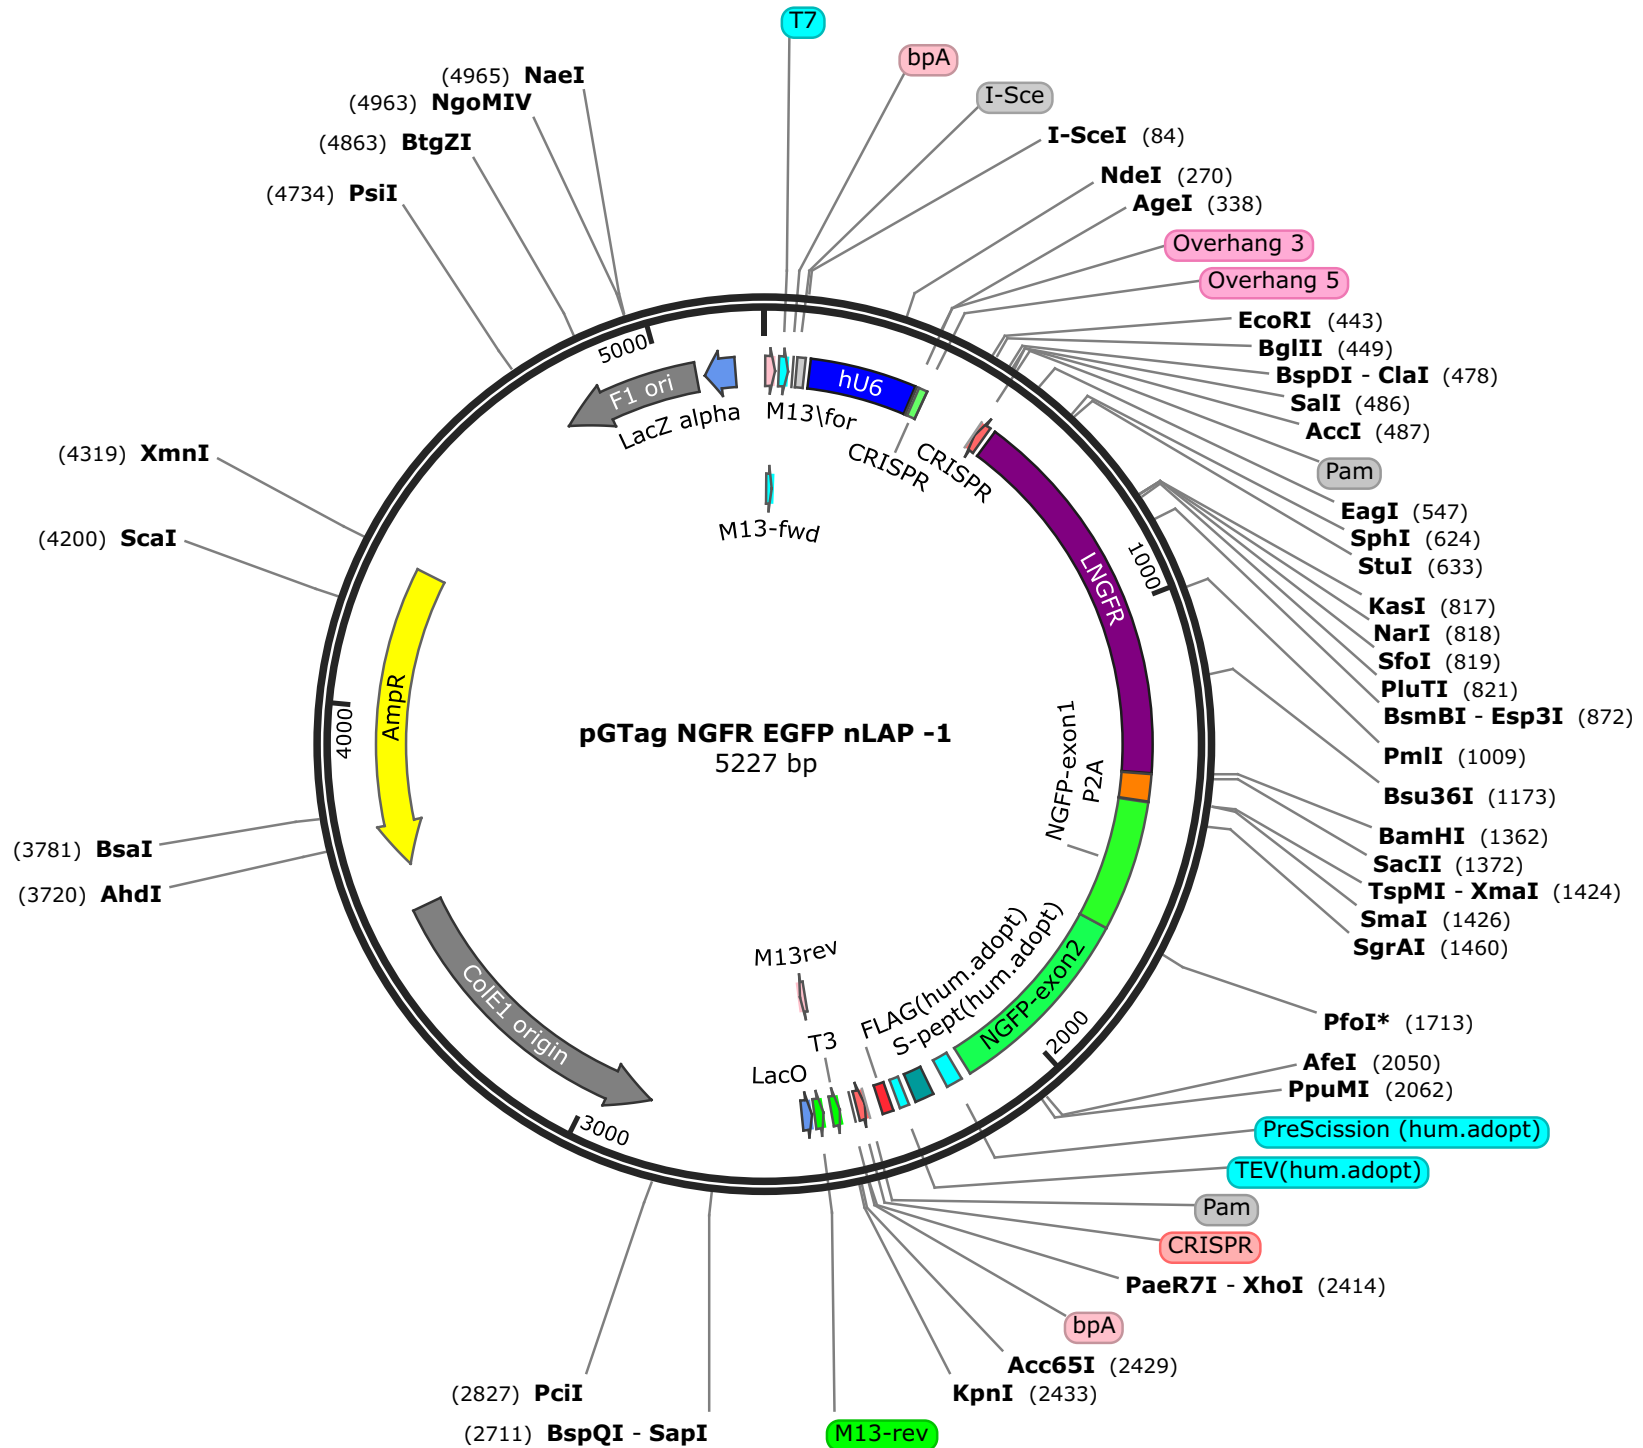 T7
bpA
I-Sce
I-SceI (84)
NdeI (270)
AgeI (338)
Overhang 3
Overhang 5
EcoRI (443)
BglII (449)
BspDI - ClaI (478)
SalI (486)
AccI (487)
Pam
EagI (547)
SphI (624)
StuI (633)
KasI (817)
NarI (818)
SfoI (819)
PluTI (821)
BsmBI - Esp3I (872)
PmlI (1009)
Bsu36I (1173)
BamHI (1362)
SacII (1372)
TspMI - XmaI (1424)
SmaI (1426)
SgrAI (1460)
PfoI* (1713)
AfeI (2050)
PpuMI (2062)
PreScission (hum.adopt)
TEV(hum.adopt)
Pam
CRISPR
PaeR7I - XhoI (2414)
bpA
Acc65I (2429)
KpnI (2433)
M13-rev
(2711) BspQI - SapI
(2827) PciI
(3720) AhdI
(3781) BsaI
(4200) ScaI
(4319) XmnI
(4734) PsiI
(4863) BtgZI
(4963) NgoMIV
(4965) NaeI
5000
1000
2000
3000
4000
F1 ori
LacZ alpha
M13\for
M13-fwd
hU6
CRISPR
CRISPR
LNGFR
NGFP-exon1
P2A
NGFP-exon2
S-pept(hum.adopt)
FLAG(hum.adopt)
M13rev
T3
LacO
ColE1 origin
AmpR
pGTag NGFR EGFP nLAP -1
5227 bp